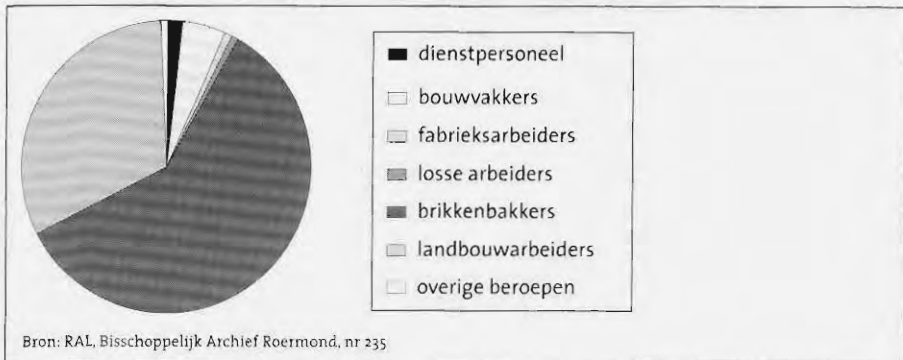 dienstpersoneel
bouwvakkers
fabrieksarbeiders
losse arbeiders
brikkenbakkers
landbouwarbeiders
overige beroepen
Bron: RAL, Bisschoppelijk Archief Roermond, nr 235